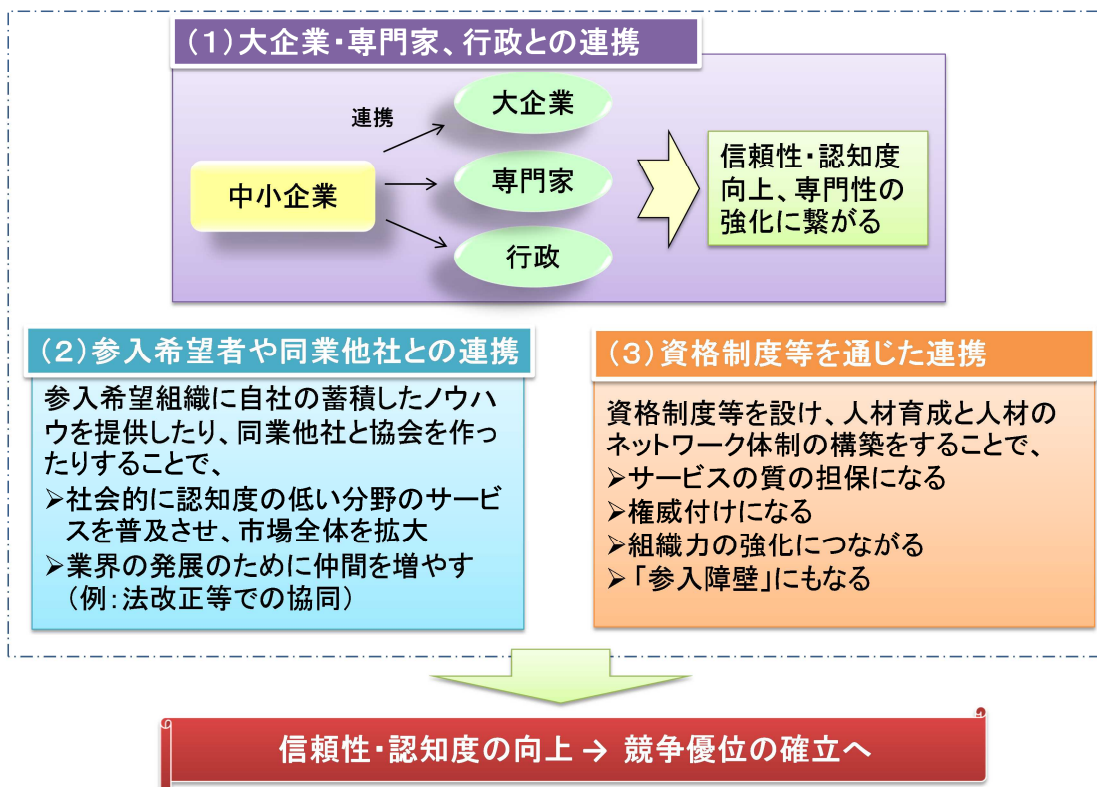 (1)大企業・専門家、行政との連携
連携
大企業
中小企業
専門家
行政
信頼性・認知度
向上、専門性の
強化に繋がる
(2)参入希望者や同業他社との連携
参入希望組織に自社の蓄積したノウハ
ウを提供したり、同業他社と協会を作っ
たりすることで、
➢社会的に認知度の低い分野のサービ
スを普及させ、市場全体を拡大
➢業界の発展のために仲間を増やす
(例:法改正等での協同)
(3)資格制度等を通じた連携
資格制度等を設け、人材育成と人材の
ネットワーク体制の構築をすることで、
➢サービスの質の担保になる
➢権威付けになる
➢組織力の強化につながる
➢「参入障壁」にもなる
信頼性・認知度の向上 → 競争優位の確立へ